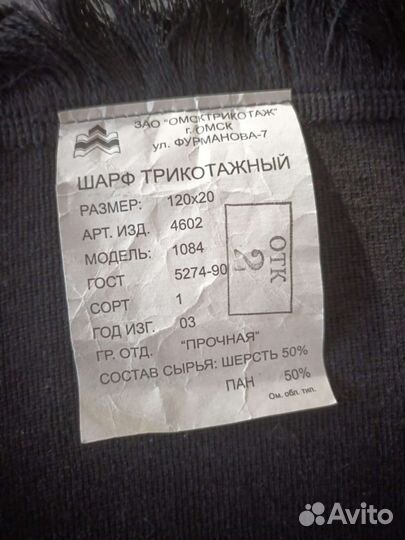 ЗАО "ОМСКТРИКОТАЖ"
г. ОМСК
ул. ФУРМАНОВА-7
ШАРФ ТРИКОТАЖНЫЙ
РАЗМЕР: 120х20
АРТ. ИЗД. 4602
МОДЕЛЬ: 1084
ГОСТ 5274-90
СОРТ 1
ГОД ИЗГ. 03
ГР. ОТД. "ПРОЧНАЯ"
СОСТАВ СЫРЬЯ: ШЕРСТЬ 50%
ПАН 50%
Ом. обл. тип.
ОТК
2
Avito